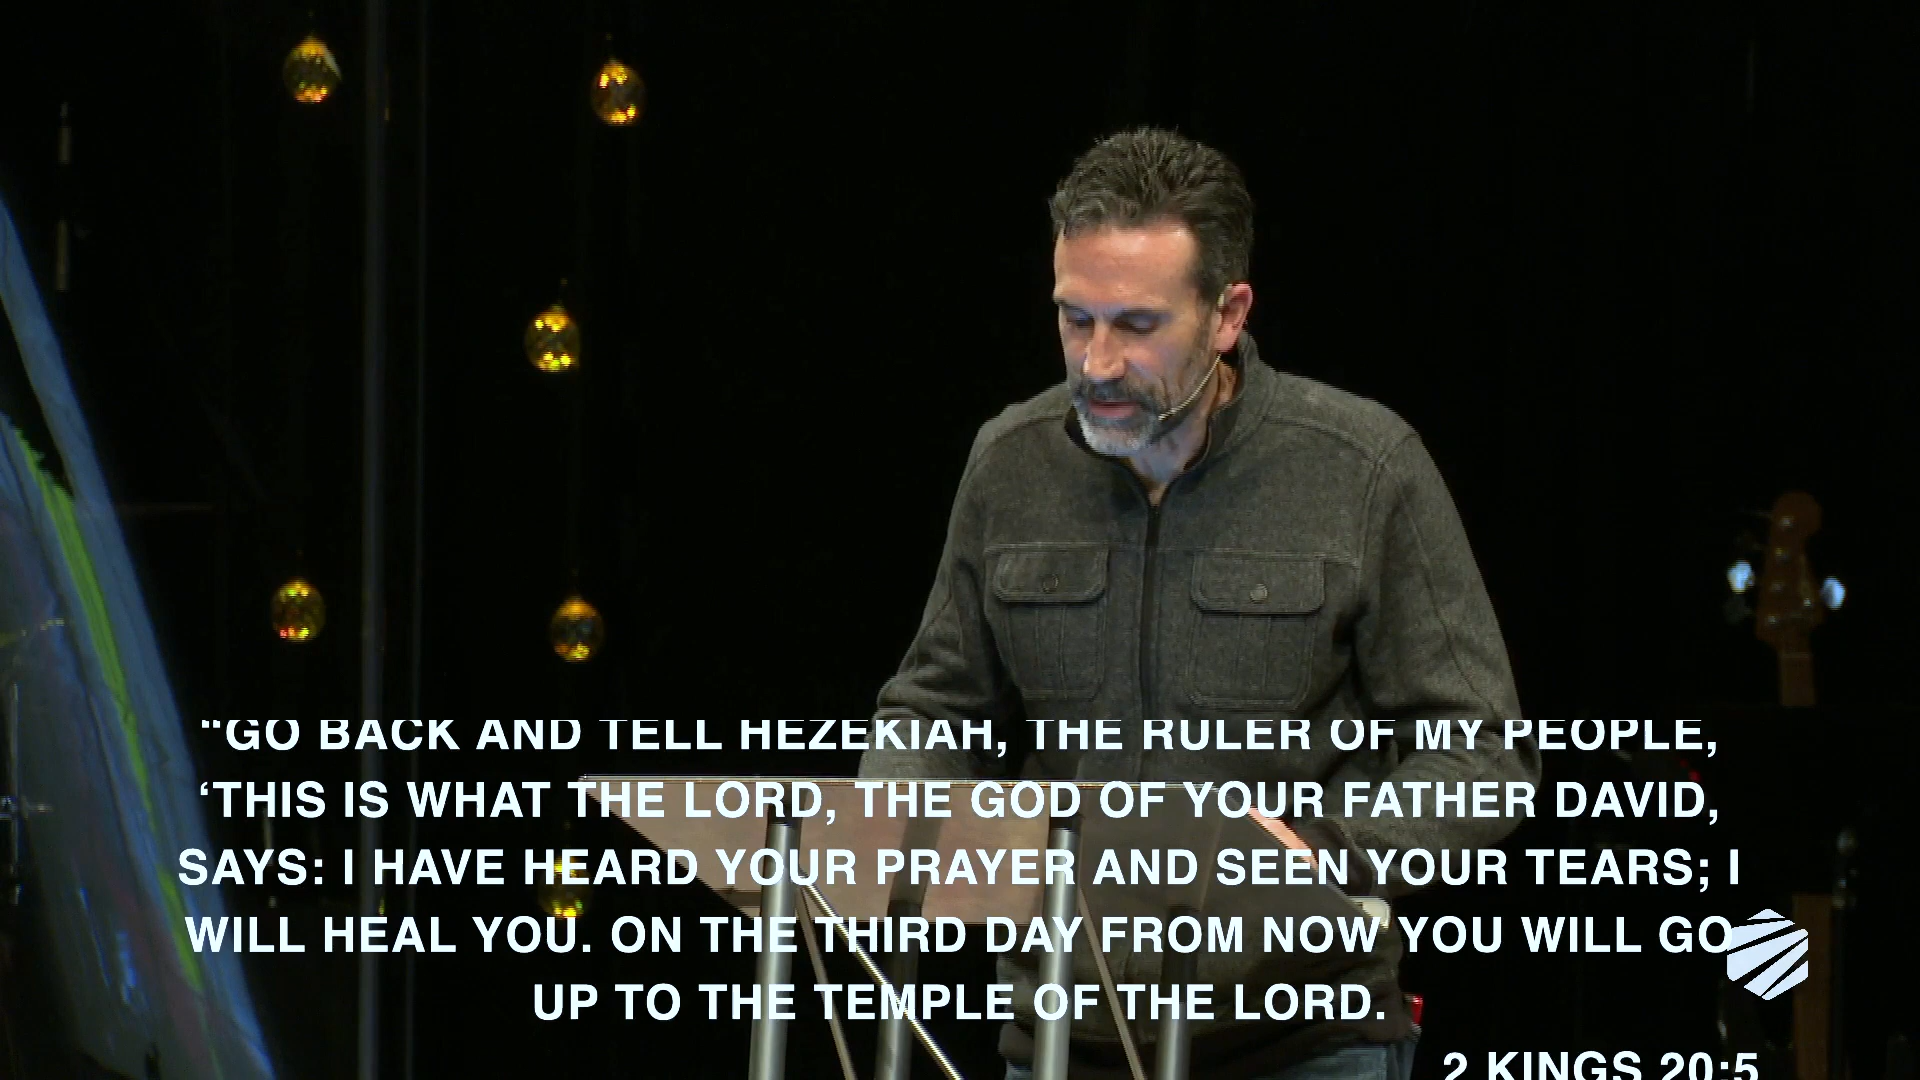 “GO BACK AND TELL HEZEKIAH, THE RULER OF MY PEOPLE,
‘THIS IS WHAT THE LORD, THE GOD OF YOUR FATHER DAVID,
SAYS: I HAVE HEARD YOUR PRAYER AND SEEN YOUR TEARS; I
WILL HEAL YOU. ON THE THIRD DAY FROM NOW YOU WILL GO
UP TO THE TEMPLE OF THE LORD.
2 KINGS 20:5